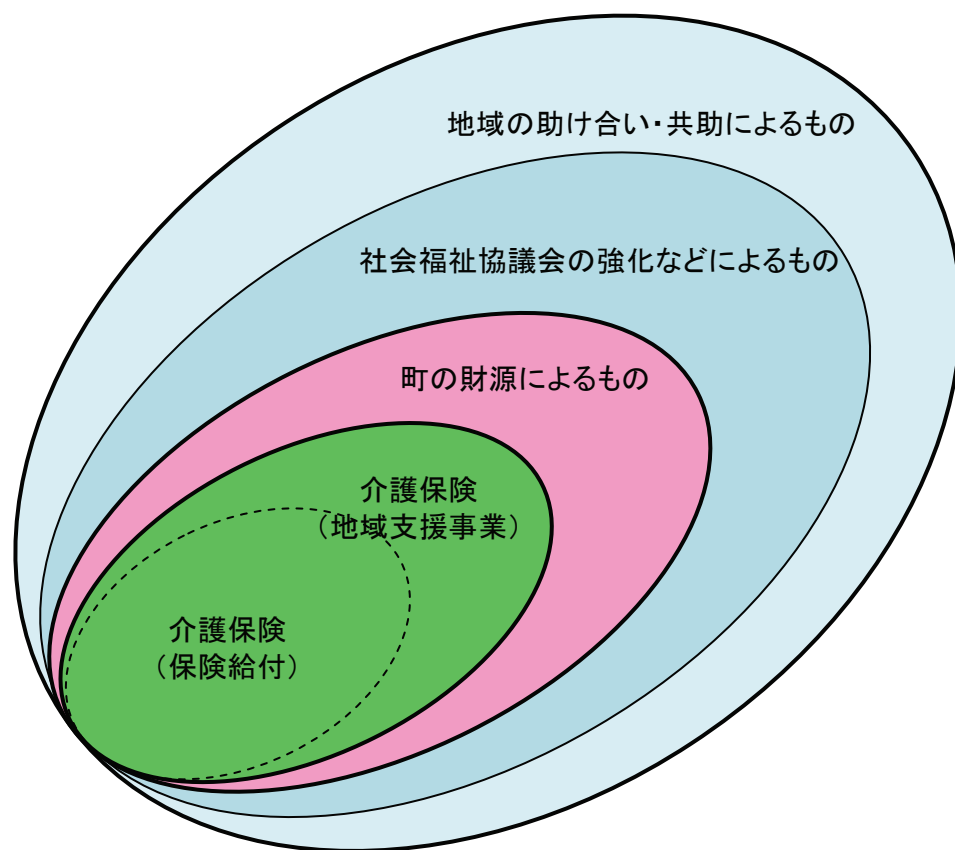 地域の助け合い・共助によるもの
社会福祉協議会の強化などによるもの
町の財源によるもの
介護保険
（地域支援事業）
介護保険
（保険給付）